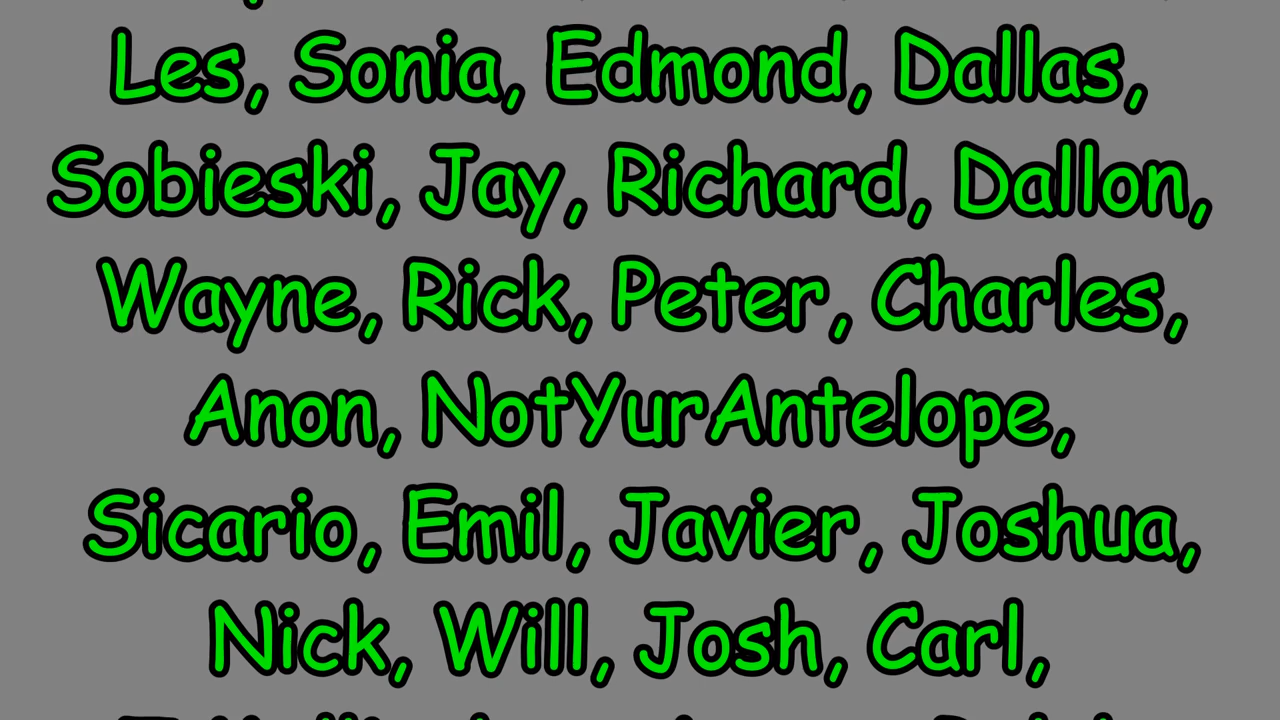 Les, Sonia, Edmond, Dallas,
Sobieski, Jay, Richard, Dallon,
Wayne, Rick, Peter, Charles,
Anon, NotYurAntelope,
Sicario, Emil, Javier, Joshua,
Nick, Will, Josh, Carl,